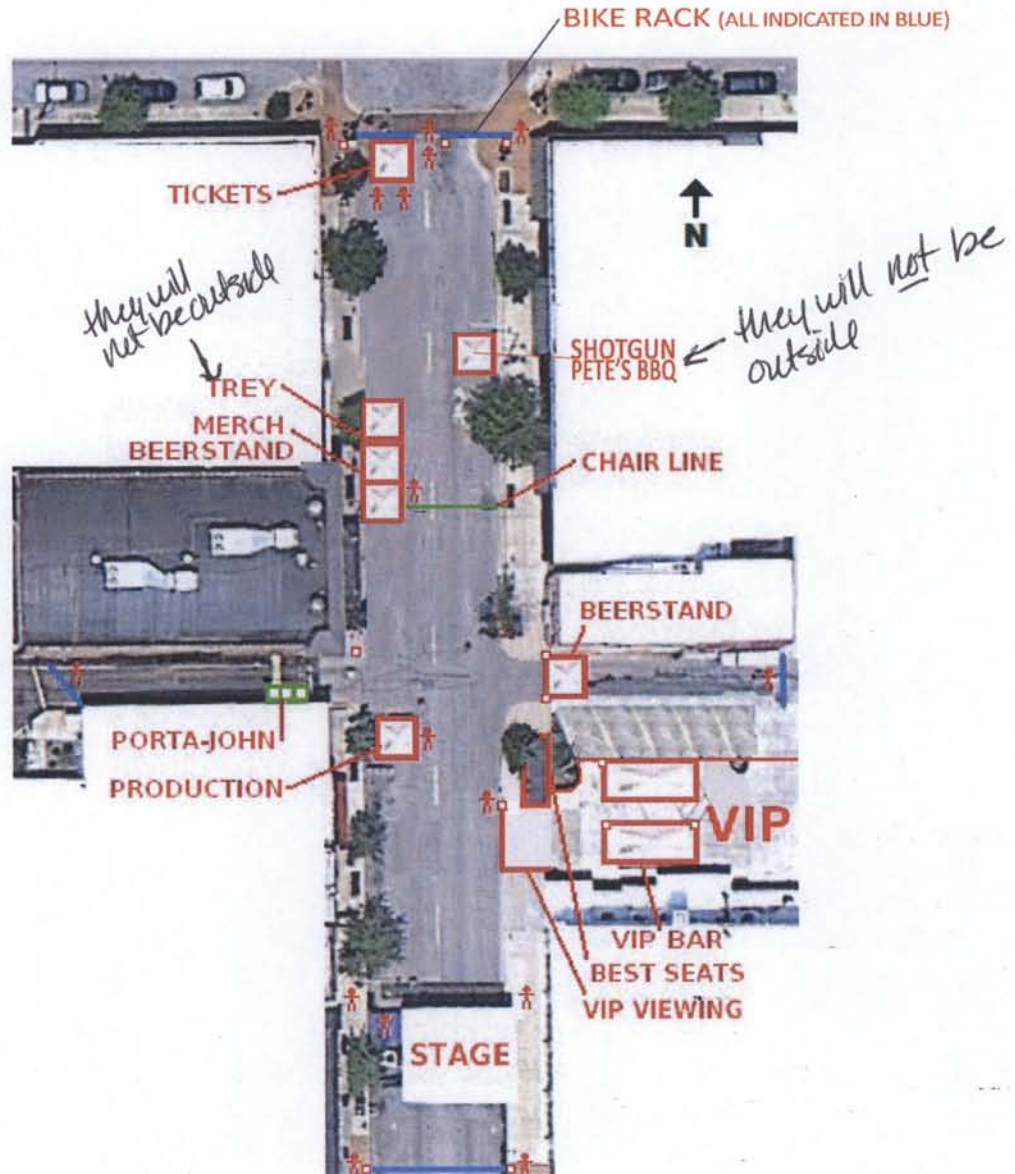 BIKE RACK (ALL INDICATED IN BLUE)
TICKETS
N
they will
not be outside
they will not be
outside
SHOTGUN
PETE'S BBQ
TREY
MERCH
BEERSTAND
CHAIR LINE
BEERSTAND
PORTA-JOHN
PRODUCTION
VIP
VIP BAR
BEST SEATS
VIP VIEWING
STAGE